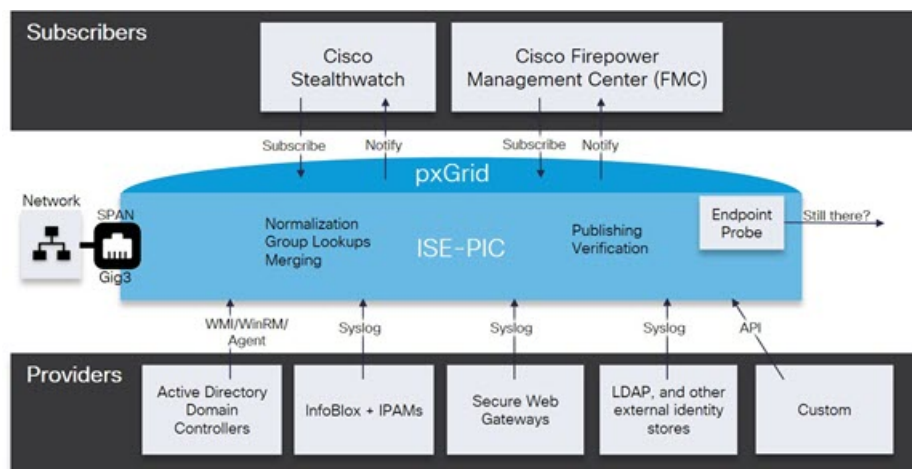 Subscribers
Cisco
Stealthwatch
Cisco Firepower
Management Center (FMC)
Subscribe
Notify
Subscribe
Notify
pxGrid
Network
SPAN
Gig3
Normalization
Group Lookups
Merging
ISE-PIC
Publishing
Verification
Endpoint
Probe
Still there?
WMI/WinRM/
Agent
Syslog
Syslog
Syslog
API
Providers
Active Directory
Domain
Controllers
InfoBlox + IPAMs
Secure Web
Gateways
LDAP, and other
external identity
stores
Custom